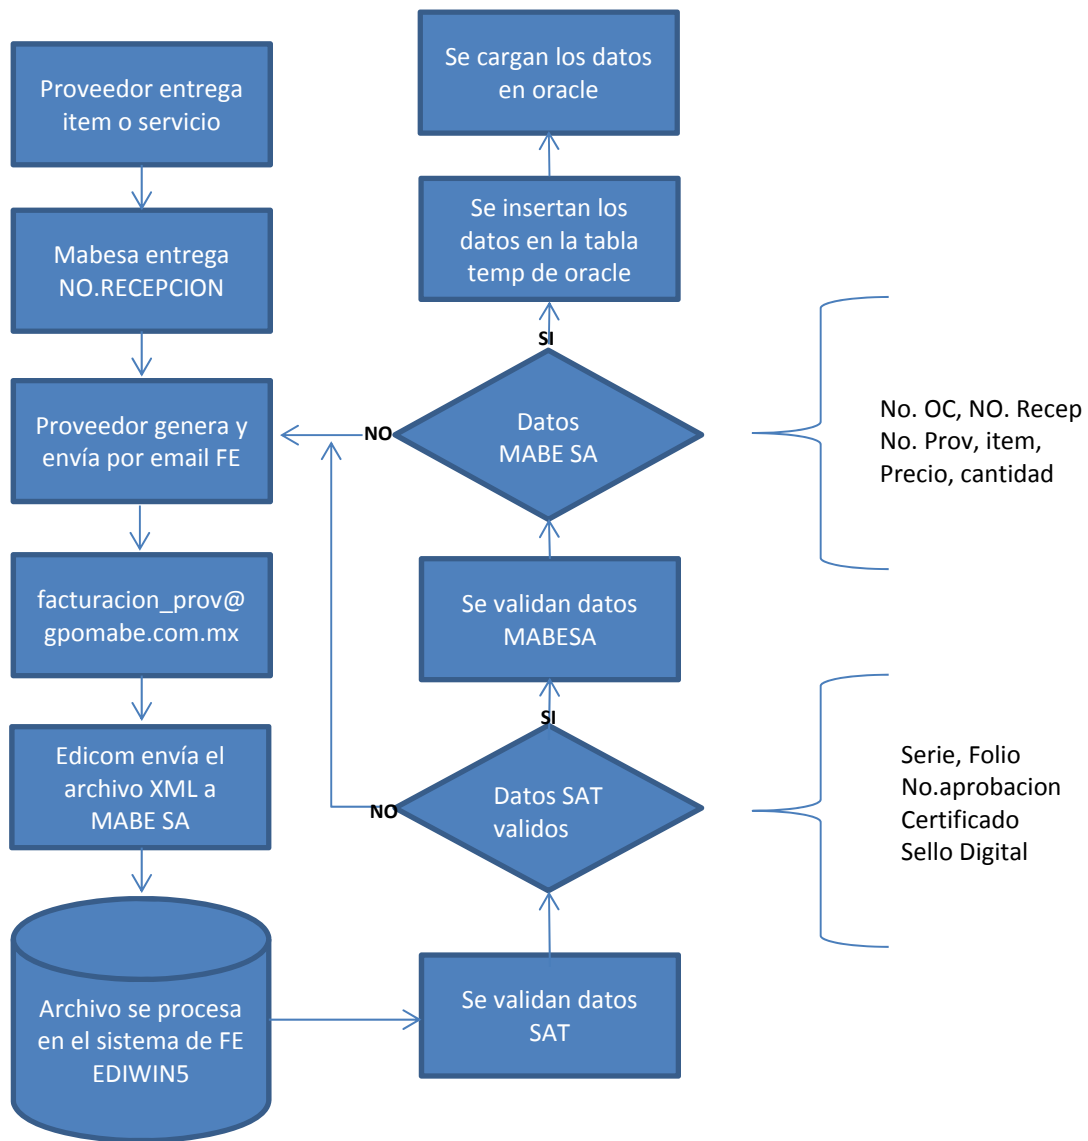 Proveedor entrega
item o servicio
Mabesa entrega
NO.RECEPCION
Proveedor genera y
envía por email FE
facturacion_prov@
gpomabe.com.mx
Edicom envía el
archivo XML a
MABE SA
Archivo se procesa
en el sistema de FE
EDIWIN5
Se cargan los datos
en oracle
Se insertan los
datos en la tabla
temp de oracle
SI
Datos
MABE SA
NO
Se validan datos
MABESA
SI
Datos SAT
validos
NO
Se validan datos
SAT
No. OC, NO. Recep
No. Prov, item,
Precio, cantidad
Serie, Folio
No.aprobacion
Certificado
Sello Digital